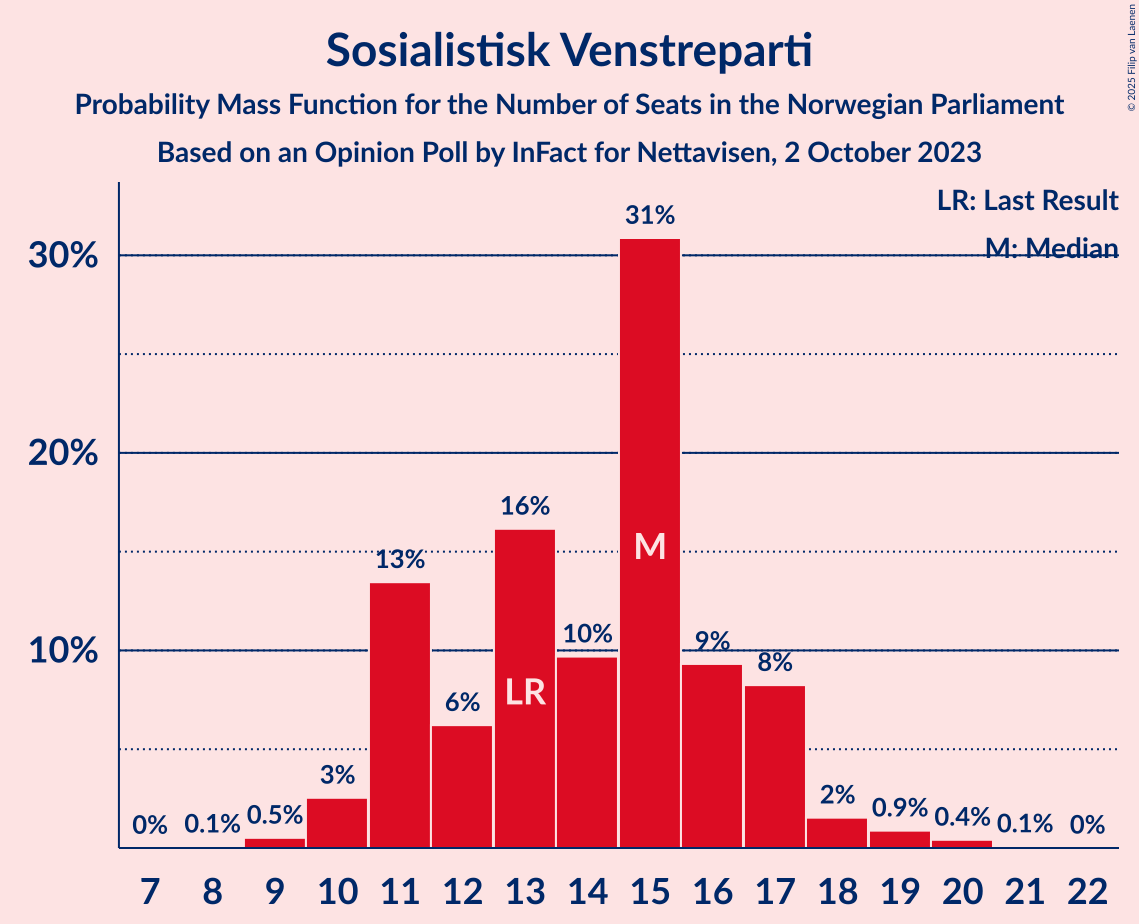 Sosialistisk Venstreparti
Probability Mass Function for the Number of Seats in the Norwegian Parliament
Based on an Opinion Poll by InFact for Nettavisen, 2 October 2023
© 2025 Filip van Laenen
LR: Last Result
M: Median
30%
20%
10%
0%
0.1%
0.5%
3%
13%
6%
16%
10%
31%
9%
8%
2%
0.9%
0.4%
0.1%
0%
LR
M
7 8 9 10 11 12 13 14 15 16 17 18 19 20 21 22